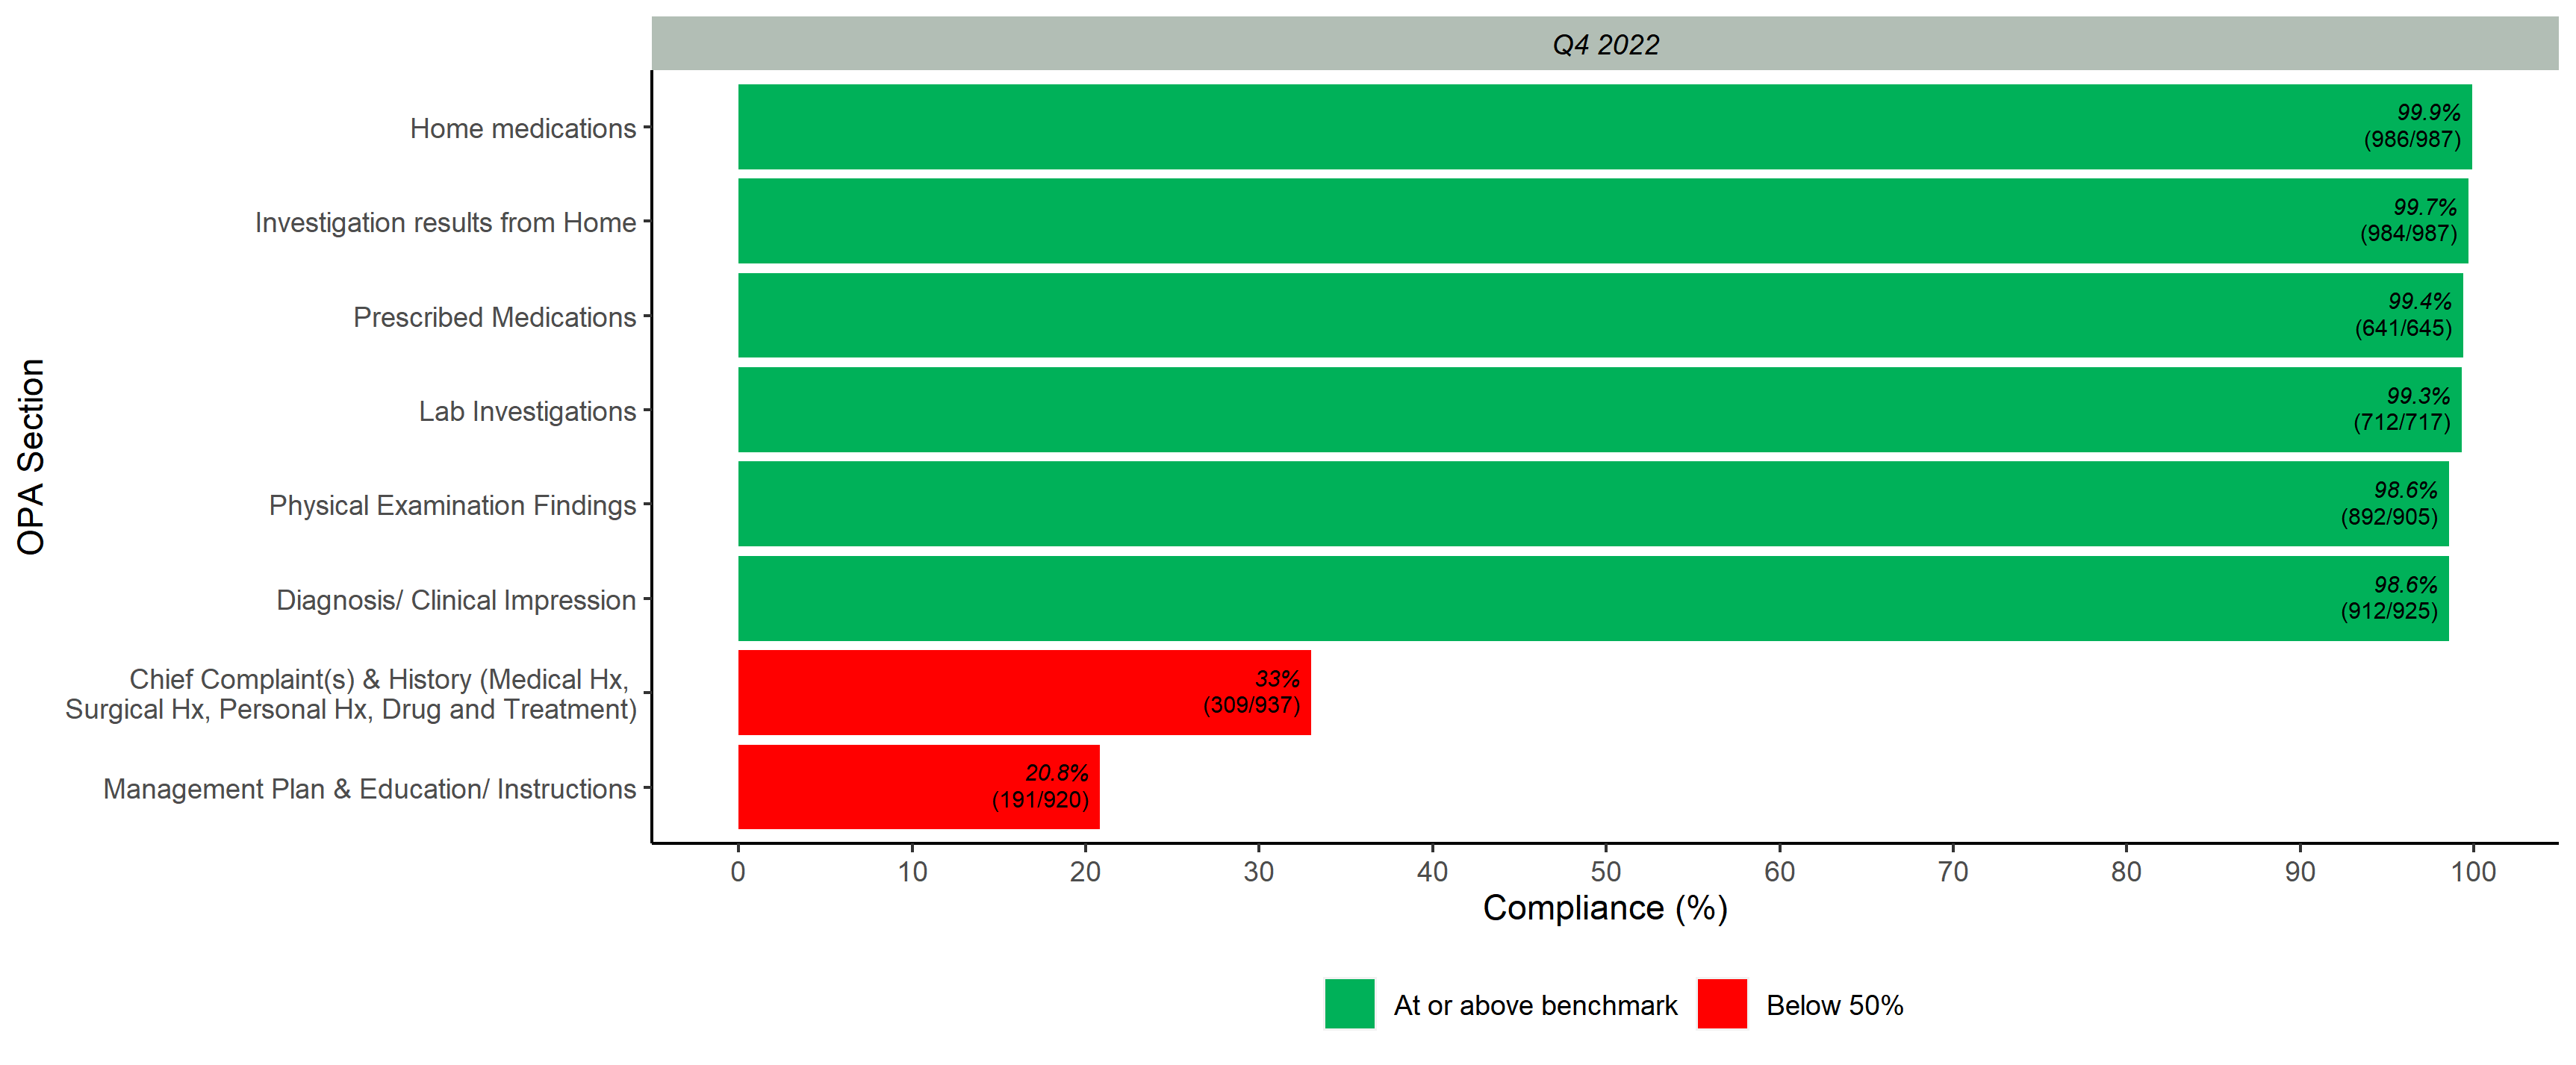 Q4 2022
OPA Section
Home medications
99.9%
(986/987)
Investigation results from Home
99.7%
(984/987)
Prescribed Medications
99.4%
(641/645)
Lab Investigations
99.3%
(712/717)
Physical Examination Findings
98.6%
(892/905)
Diagnosis/ Clinical Impression
98.6%
(912/925)
Chief Complaint(s) & History (Medical Hx,
Surgical Hx, Personal Hx, Drug and Treatment)
33%
(309/937)
Management Plan & Education/ Instructions
20.8%
(191/920)
0 10 20 30 40 50 60 70 80 90 100
Compliance (%)
At or above benchmark Below 50%